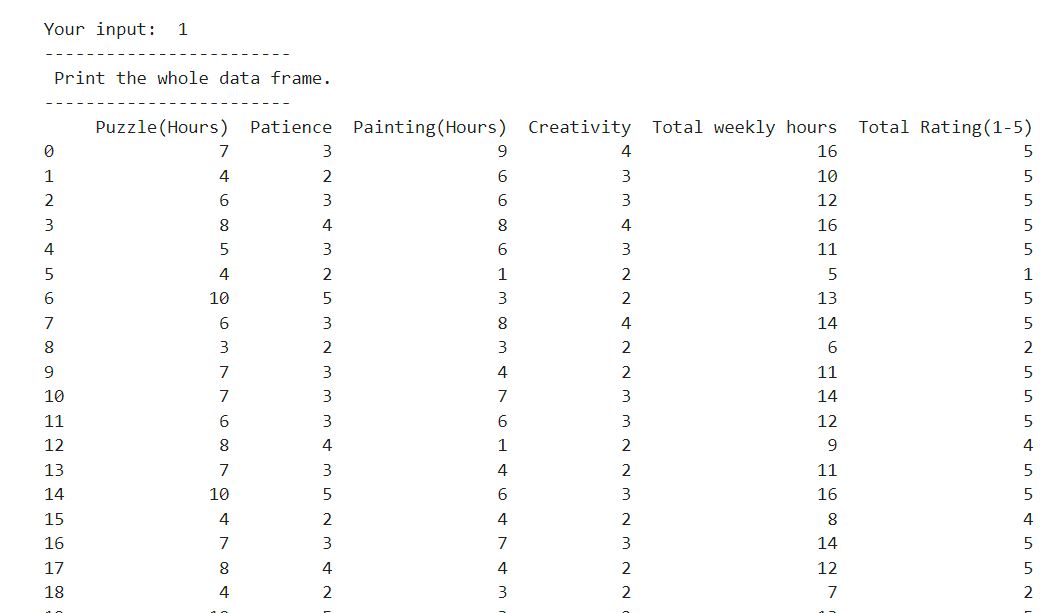 Your input:  1
------------------------
 Print the whole data frame.
------------------------
     Puzzle(Hours)  Patience  Painting(Hours)  Creativity  Total weekly hours  Total Rating(1-5)
0                7         3                9           4                  16                  5
1                4         2                6           3                  10                  5
2                6         3                6           3                  12                  5
3                8         4                8           4                  16                  5
4                5         3                6           3                  11                  5
5                4         2                1           2                   5                  1
6               10         5                3           2                  13                  5
7                6         3                8           4                  14                  5
8                3         2                3           2                   6                  2
9                7         3                4           2                  11                  5
10               7         3                7           3                  14                  5
11               6         3                6           3                  12                  5
12               8         4                1           2                   9                  4
13               7         3                4           2                  11                  5
14              10         5                6           3                  16                  5
15               4         2                4           2                   8                  4
16               7         3                7           3                  14                  5
17               8         4                4           2                  12                  5
18               4         2                3           2                   7                  2